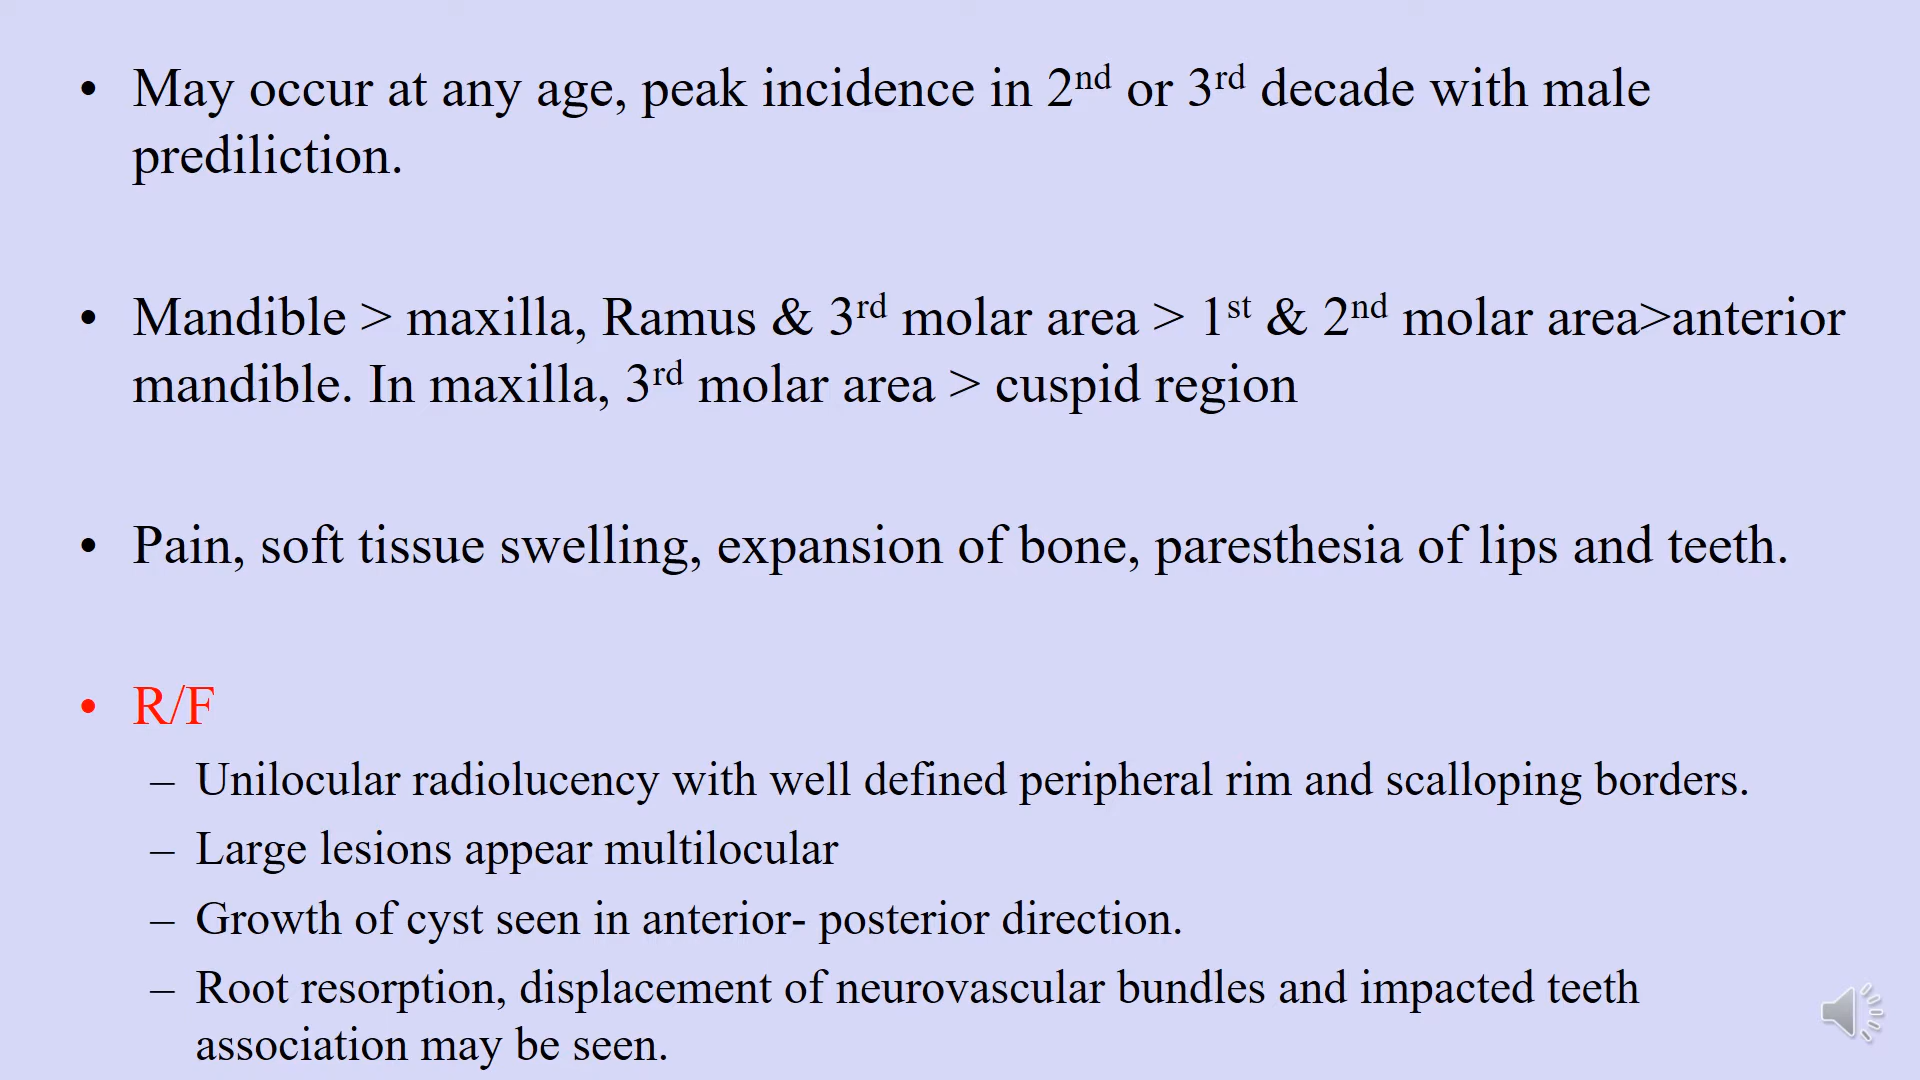 • May occur at any age, peak incidence in 2nd or 3rd decade with male
prediliction.
• Mandible > maxilla, Ramus & 3rd molar area > 1st & 2nd molar area>anterior
mandible. In maxilla, 3rd molar area > cuspid region
• Pain, soft tissue swelling, expansion of bone, paresthesia of lips and teeth.
• R/F
– Unilocular radiolucency with well defined peripheral rim and scalloping borders.
– Large lesions appear multilocular
– Growth of cyst seen in anterior- posterior direction.
– Root resorption, displacement of neurovascular bundles and impacted teeth
association may be seen.